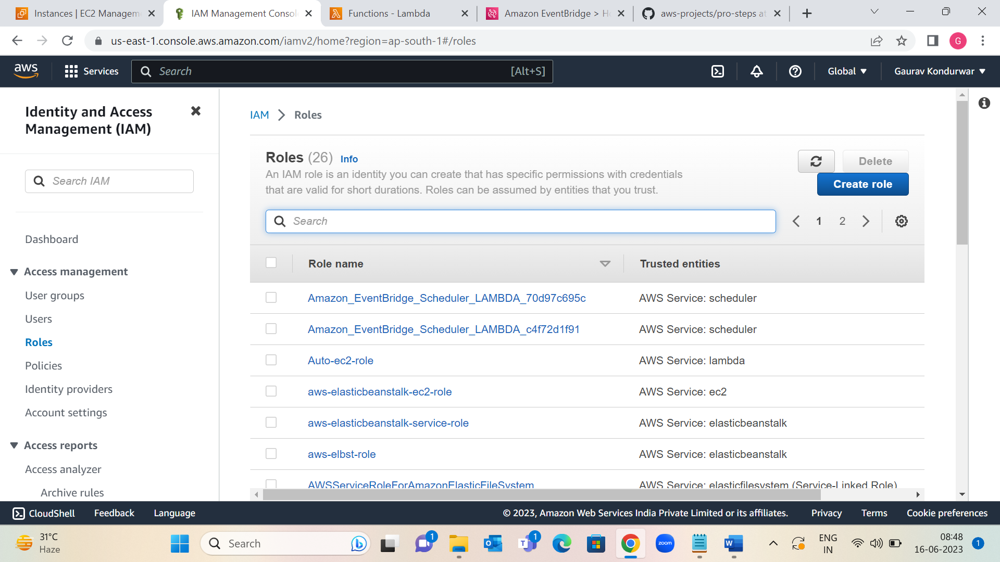 Instances | EC2 Managem
IAM Management Consol
Functions - Lambda
Amazon EventBridge > H
aws-projects/pro-steps at
us-east-1.console.aws.amazon.com/iamv2/home?region=ap-south-1#/roles
G
aws
Services
Search
[Alt+S]
Global
Gaurav Kondurwar
Identity and Access
Management (IAM)
Search IAM
Dashboard
Access management
User groups
Users
Roles
Policies
Identity providers
Account settings
Access reports
Access analyzer
Archive rules
IAM > Roles
Roles (26) Info
An IAM role is an identity you can create that has specific permissions with credentials
that are valid for short durations. Roles can be assumed by entities that you trust.
Delete
Create role
Search
1 2
Role name Trusted entities
Amazon_EventBridge_Scheduler_LAMBDA_70d97c695c AWS Service: scheduler
Amazon_EventBridge_Scheduler_LAMBDA_c4f72d1f91 AWS Service: scheduler
Auto-ec2-role AWS Service: lambda
aws-elasticbeanstalk-ec2-role AWS Service: ec2
aws-elasticbeanstalk-service-role AWS Service: elasticbeanstalk
aws-elbst-role AWS Service: elasticbeanstalk
AWSServiceRoleForAmazonElasticFileSystem AWS Service: elasticfilesystem (Service-Linked Role)
CloudShell Feedback Language
© 2023, Amazon Web Services India Private Limited or its affiliates. Privacy Terms Cookie preferences
31°C
Haze
Search
1
1
zoom
ENG
IN
08:48
16-06-2023
1